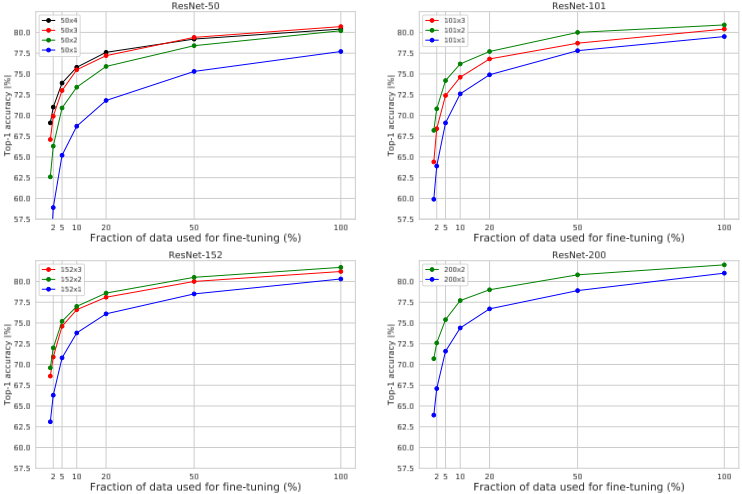 ResNet-50
50x4
50x3
50x2
50x1
80.0
77.5
75.0
72.5
70.0
67.5
65.0
62.5
60.0
57.5
Top-1 accuracy |%|
2 5 10 20 50 100
Fraction of data used for fine-tuning (%)
ResNet-101
101x3
101x2
101x1
80.0
77.5
75.0
72.5
70.0
67.5
65.0
62.5
60.0
57.5
Top-1 accuracy |%|
2 5 10 20 50 100
Fraction of data used for fine-tuning (%)
ResNet-152
152x3
152x2
152x1
80.0
77.5
75.0
72.5
70.0
67.5
65.0
62.5
60.0
57.5
Top-1 accuracy |%|
2 5 10 20 50 100
Fraction of data used for fine-tuning (%)
ResNet-200
200x2
200x1
80.0
77.5
75.0
72.5
70.0
67.5
65.0
62.5
60.0
57.5
Top-1 accuracy |%|
2 5 10 20 50 100
Fraction of data used for fine-tuning (%)